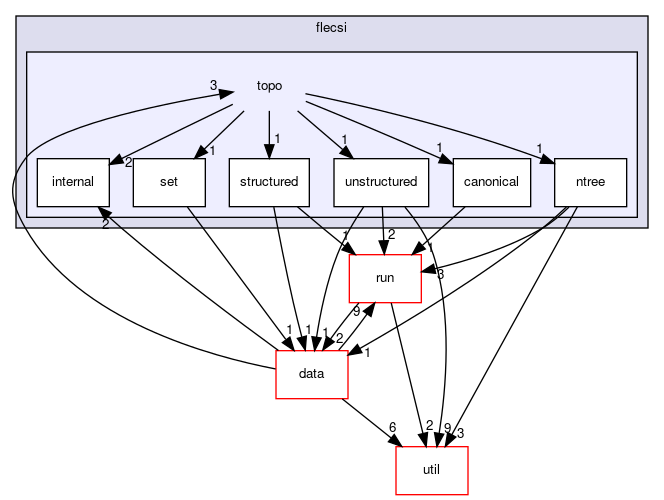 flecsi
topo
3
2
1
1
1
1
1
internal
set
structured
unstructured
canonical
ntree
2
1
2
1
3
run
9
1
1
1
2
1
data
6
2
9
3
util